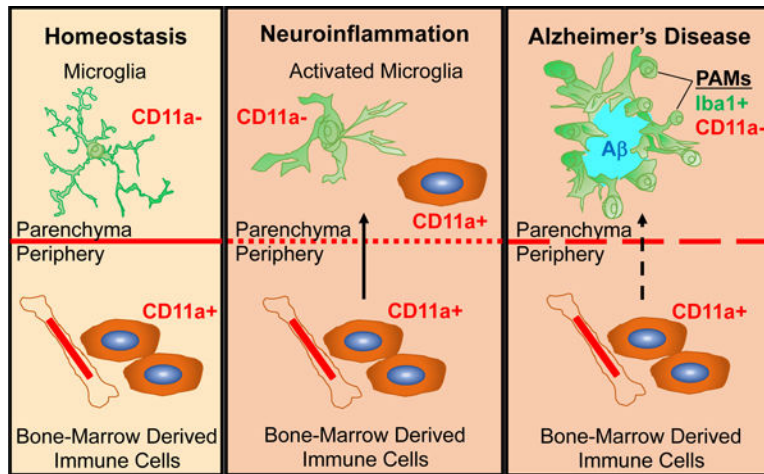 Homeostasis
Microglia
CD11a-
Parenchyma
Periphery
CD11a+
Bone-Marrow Derived
Immune Cells
Neuroinflammation
Activated Microglia
CD11a-
CD11a+
Parenchyma
Periphery
CD11a+
Bone-Marrow Derived
Immune Cells
Alzheimer's Disease
PAMs
Iba1+
CD11a-
Aβ
Parenchyma
Periphery
CD11a+
Bone-Marrow Derived
Immune Cells